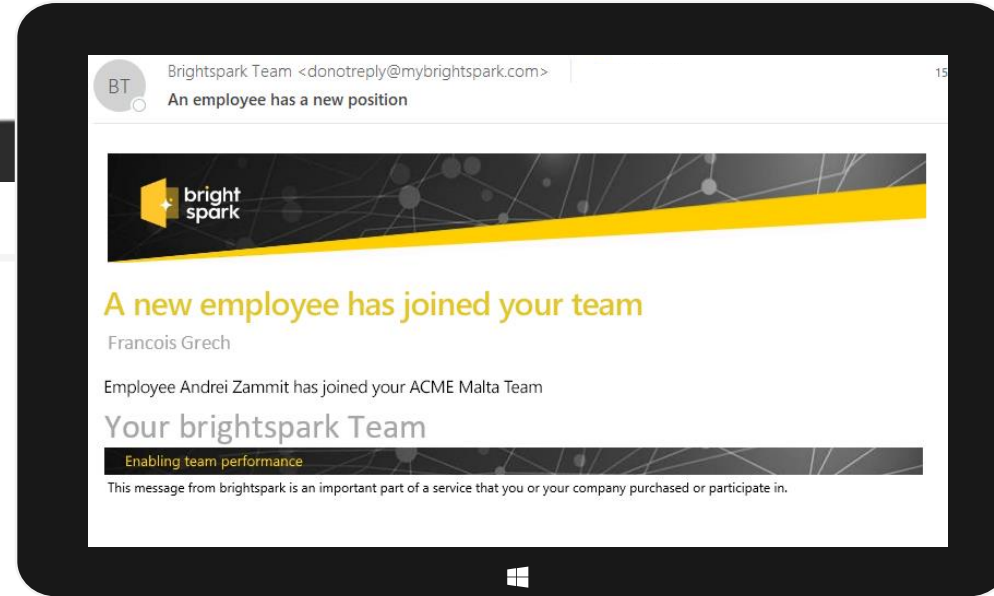 BT
Brightspark Team <donotreply@mybrightspark.com>
15
An employee has a new position
bright
spark
A new employee has joined your team
Francois Grech
Employee Andrei Zammit has joined your ACME Malta Team
Your brightspark Team
Enabling team performance
This message from brightspark is an important part of a service that you or your company purchased or participate in.